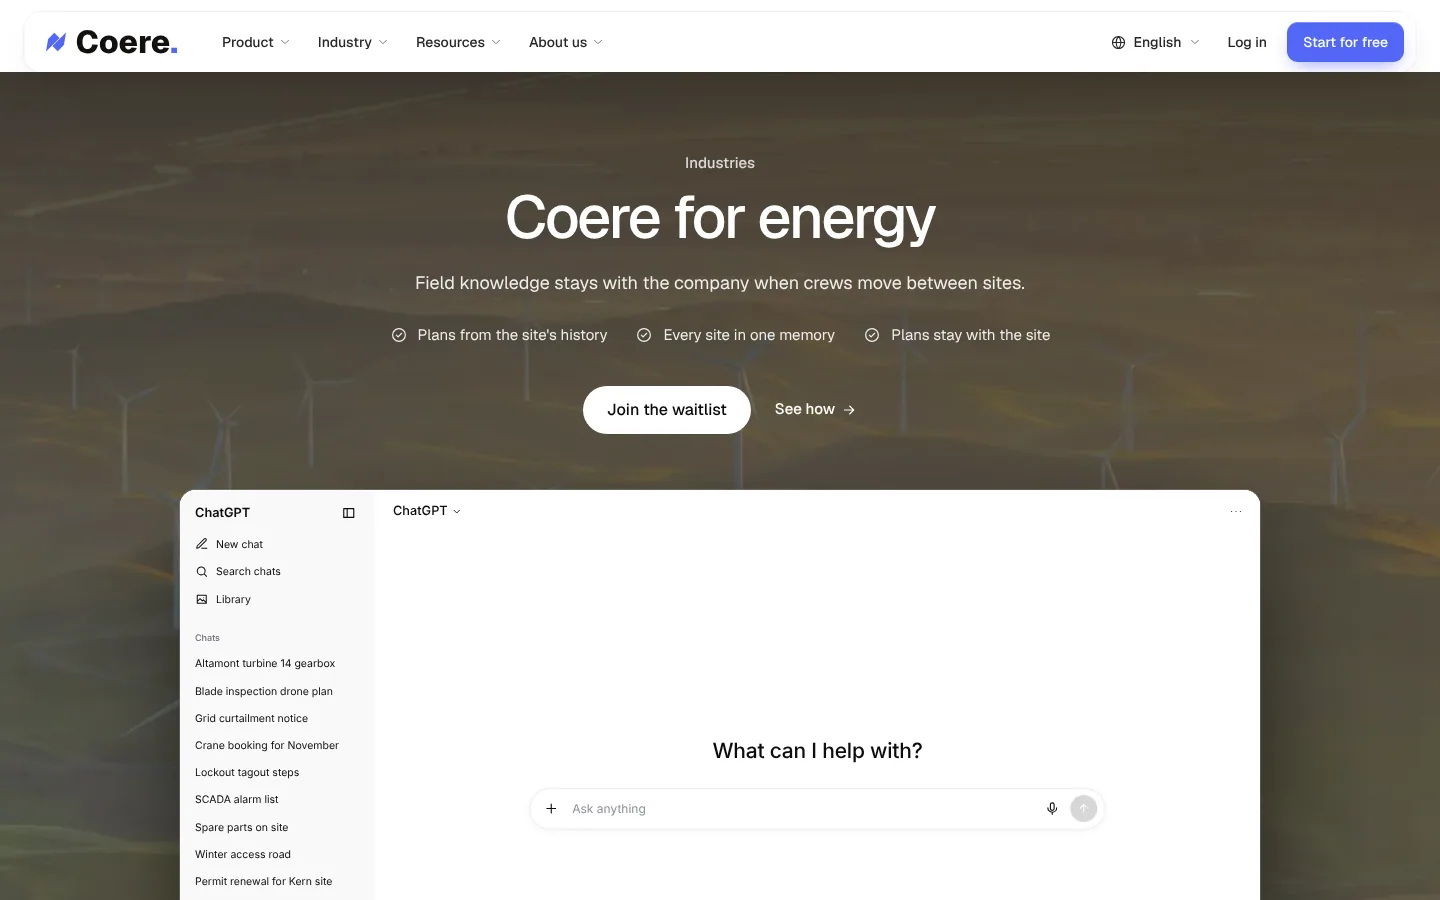 Coere.
Product
Industry
Resources
About us
English
Log in
Start for free
Industries
Coere for energy
Field knowledge stays with the company when crews move between sites.
Plans from the site's history
Every site in one memory
Plans stay with the site
Join the waitlist
See how →
ChatGPT
New chat
Search chats
Library
Chats
Altamont turbine 14 gearbox
Blade inspection drone plan
Grid curtailment notice
Crane booking for November
Lockout tagout steps
SCADA alarm list
Spare parts on site
Winter access road
Permit renewal for Kern site
ChatGPT
...
What can I help with?
Ask anything